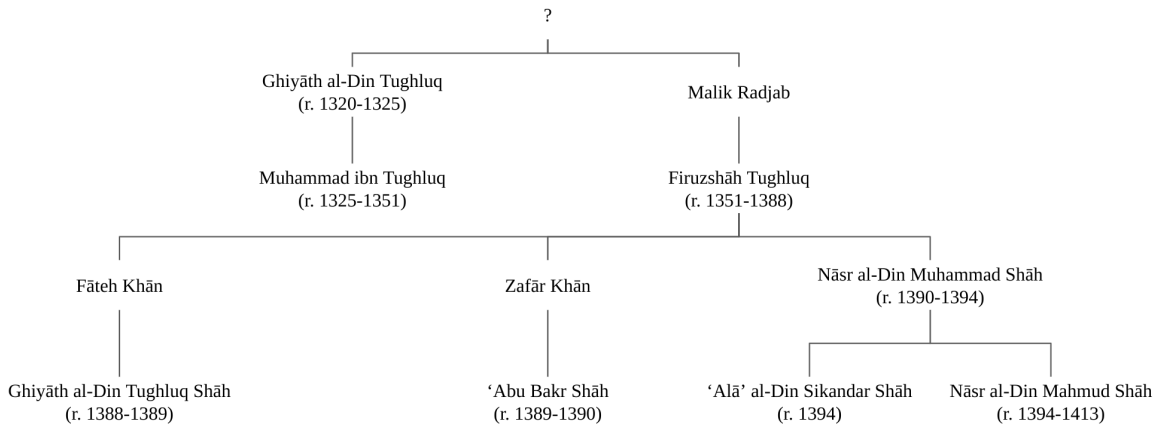 ?
Ghiyāth al-Din Tughluq
(r. 1320-1325)
Malik Radjab
Muhammad ibn Tughluq
(r. 1325-1351)
Firuzshāh Tughluq
(r. 1351-1388)
Fāteh Khān
Zafār Khān
Nāsr al-Din Muhammad Shāh
(r. 1390-1394)
Ghiyāth al-Din Tughluq Shāh
(r. 1388-1389)
‘Abu Bakr Shāh
(r. 1389-1390)
‘Alā’ al-Din Sikandar Shāh
(r. 1394)
Nāsr al-Din Mahmud Shāh
(r. 1394-1413)